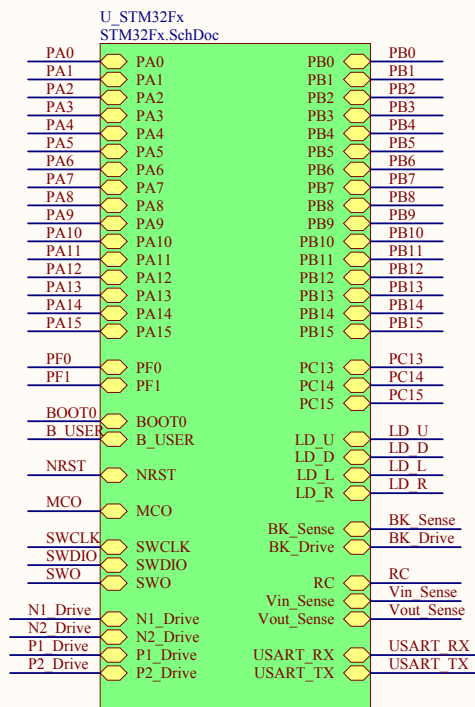 U_STM32Fx
STM32Fx.SchDoc
PA0 PA0 PB0 PB0
PA1 PA1 PB1 PB1
PA2 PA2 PB2 PB2
PA3 PA3 PB3 PB3
PA4 PA4 PB4 PB4
PA5 PA5 PB5 PB5
PA6 PA6 PB6 PB6
PA7 PA7 PB7 PB7
PA8 PA8 PB8 PB8
PA9 PA9 PB9 PB9
PA10 PA10 PB10 PB10
PA11 PA11 PB11 PB11
PA12 PA12 PB12 PB12
PA13 PA13 PB13 PB13
PA14 PA14 PB14 PB14
PA15 PA15 PB15 PB15
PF0 PF0 PC13 PC13
PF1 PF1 PC14 PC14
PC15 PC15
BOOT0 BOOT0
B_USER B_USER LD_U LD_U
LD_D LD_D
NRST NRST LD_L LD_L
LD_R LD_R
MCO MCO
BK_Sense BK_Sense
SWCLK SWCLK BK_Drive BK_Drive
SWDIO SWDIO
SWO SWO RC RC
Vin_Sense Vin_Sense
N1_Drive N1_Drive Vout_Sense Vout_Sense
N2_Drive N2_Drive
P1_Drive P1_Drive USART_RX USART_RX
P2_Drive P2_Drive USART_TX USART_TX